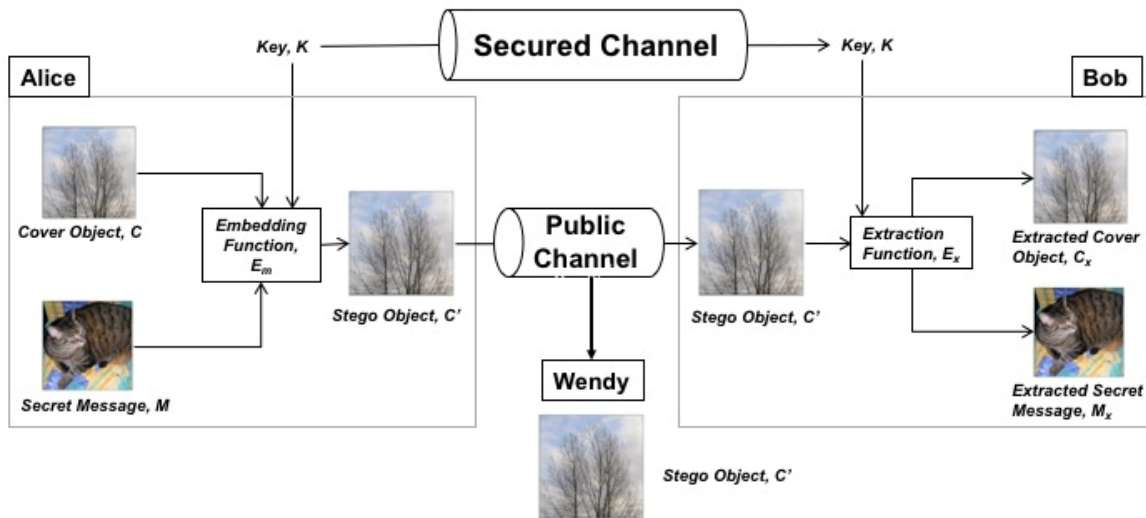 Key, K
Secured Channel
Key, K
Alice
Bob
Cover Object, C
Embedding
Function,
Em
Stego Object, C’
Secret Message, M
Public
Channel
Wendy
Stego Object, C’
Stego Object, C’
Extraction
Function, Ex
Extracted Cover
Object, Cx
Extracted Secret
Message, Mx